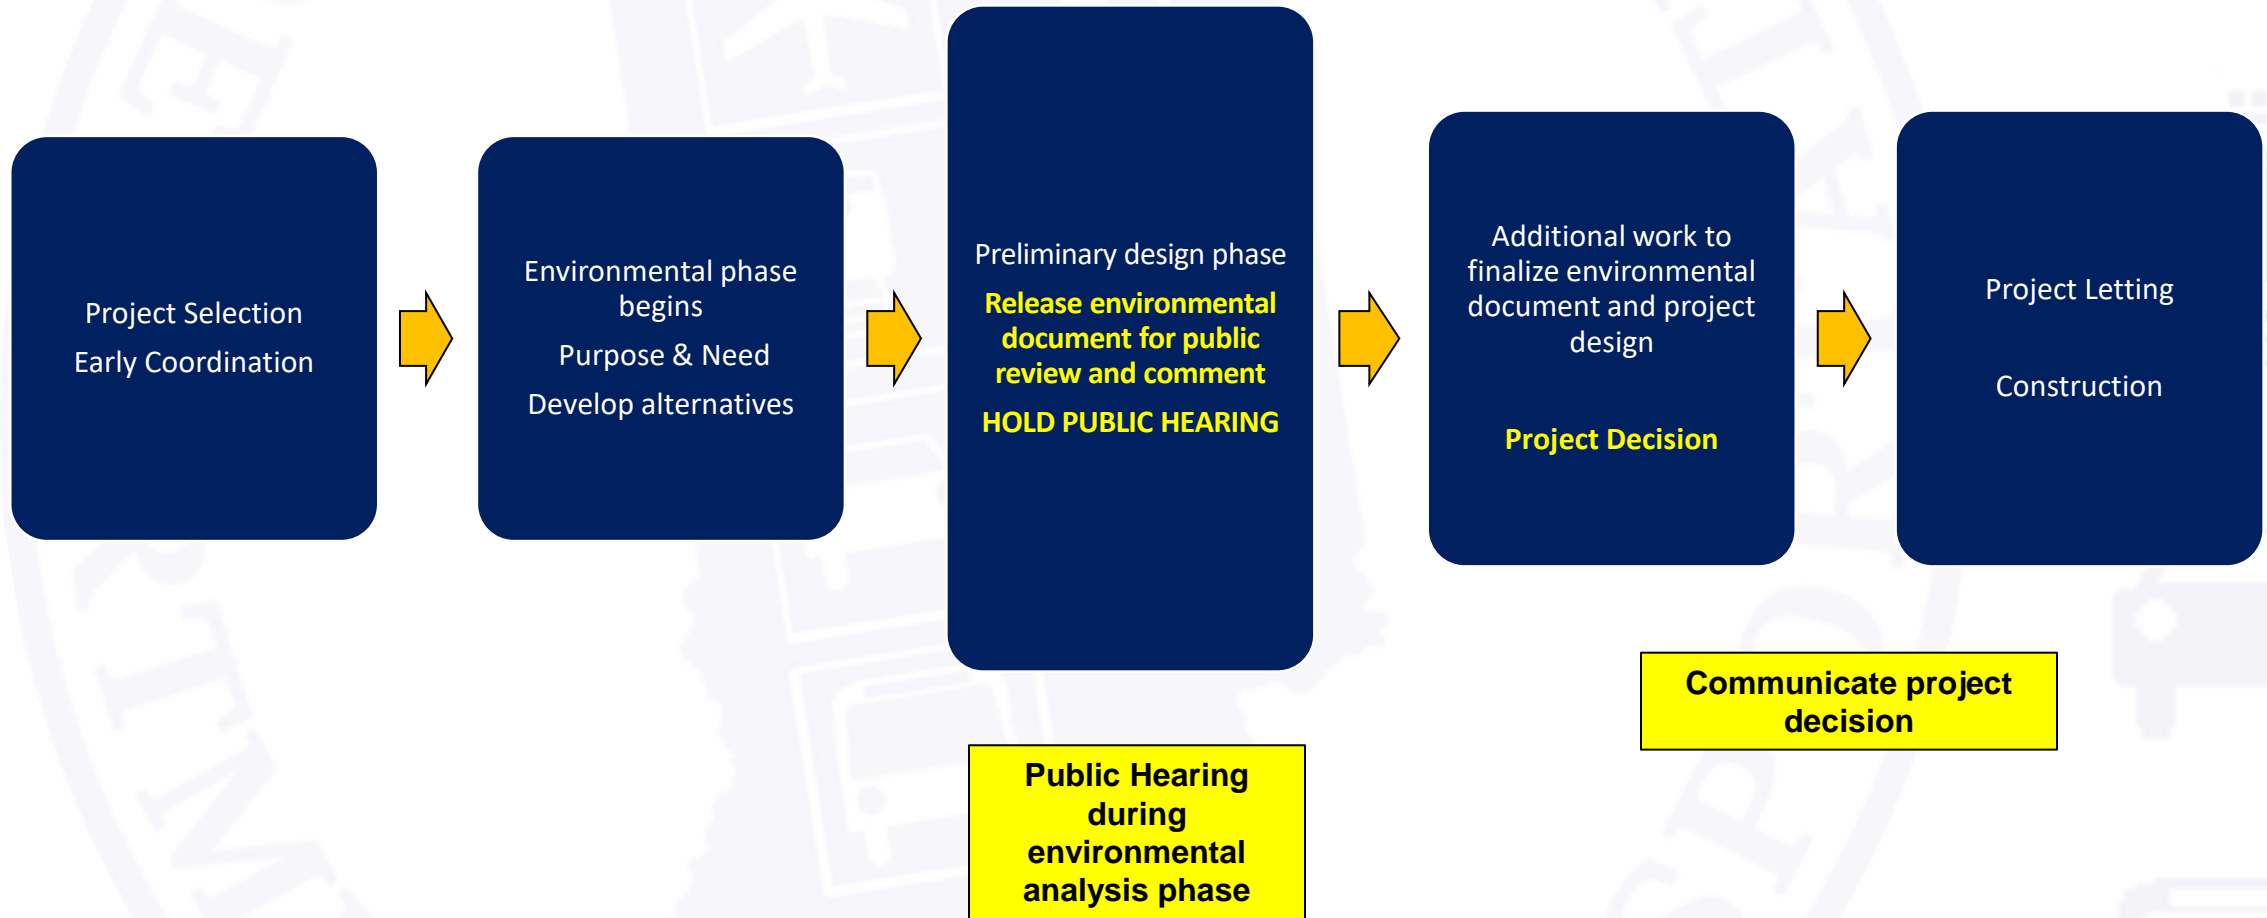 Project Selection
Early Coordination
Environmental phase
begins
Purpose & Need
Develop alternatives
Preliminary design phase
Release environmental
document for public
review and comment
HOLD PUBLIC HEARING
Additional work to
finalize environmental
document and project
design
Project Decision
Project Letting
Construction
Communicate project
decision
Public Hearing
during
environmental
analysis phase